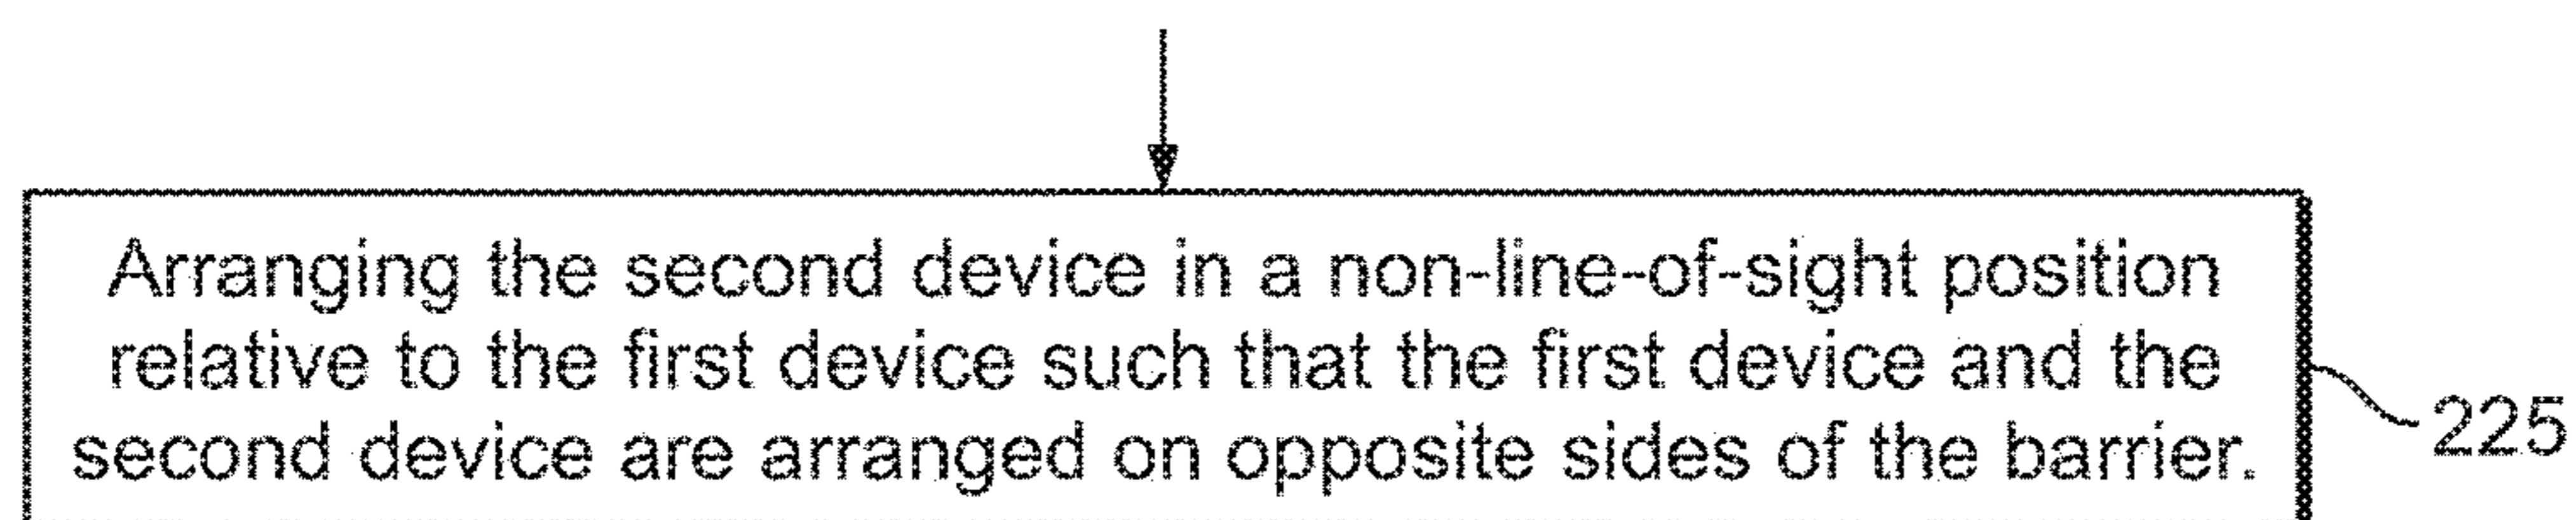 Arranging the second device in a non-line-of-sight position
relative to the first device such that the first device and the
second device are arranged on opposite sides of the barrier.
225